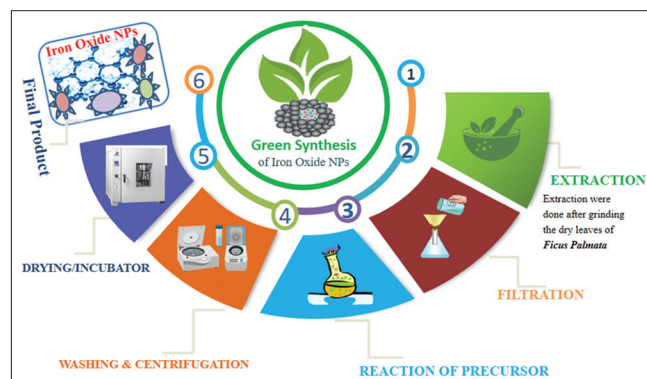 Iron Oxide NPs
Final Product
Green Synthesis
of Iron Oxide NPs
1
2
3
4
5
6
EXTRACTION
Extraction were
done after grinding
the dry leaves of
Ficus Palmata
FILTRATION
REACTION OF PRECURSOR
WASHING & CENTRIFUGATION
DRYING/INCUBATOR